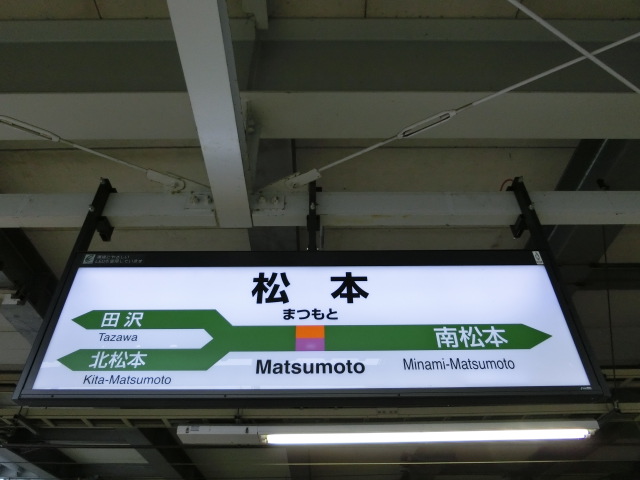 松本
まつもと
田沢
Tazawa
北松本
Kita-Matsumoto
Matsumoto
南松本
Minami-Matsumoto